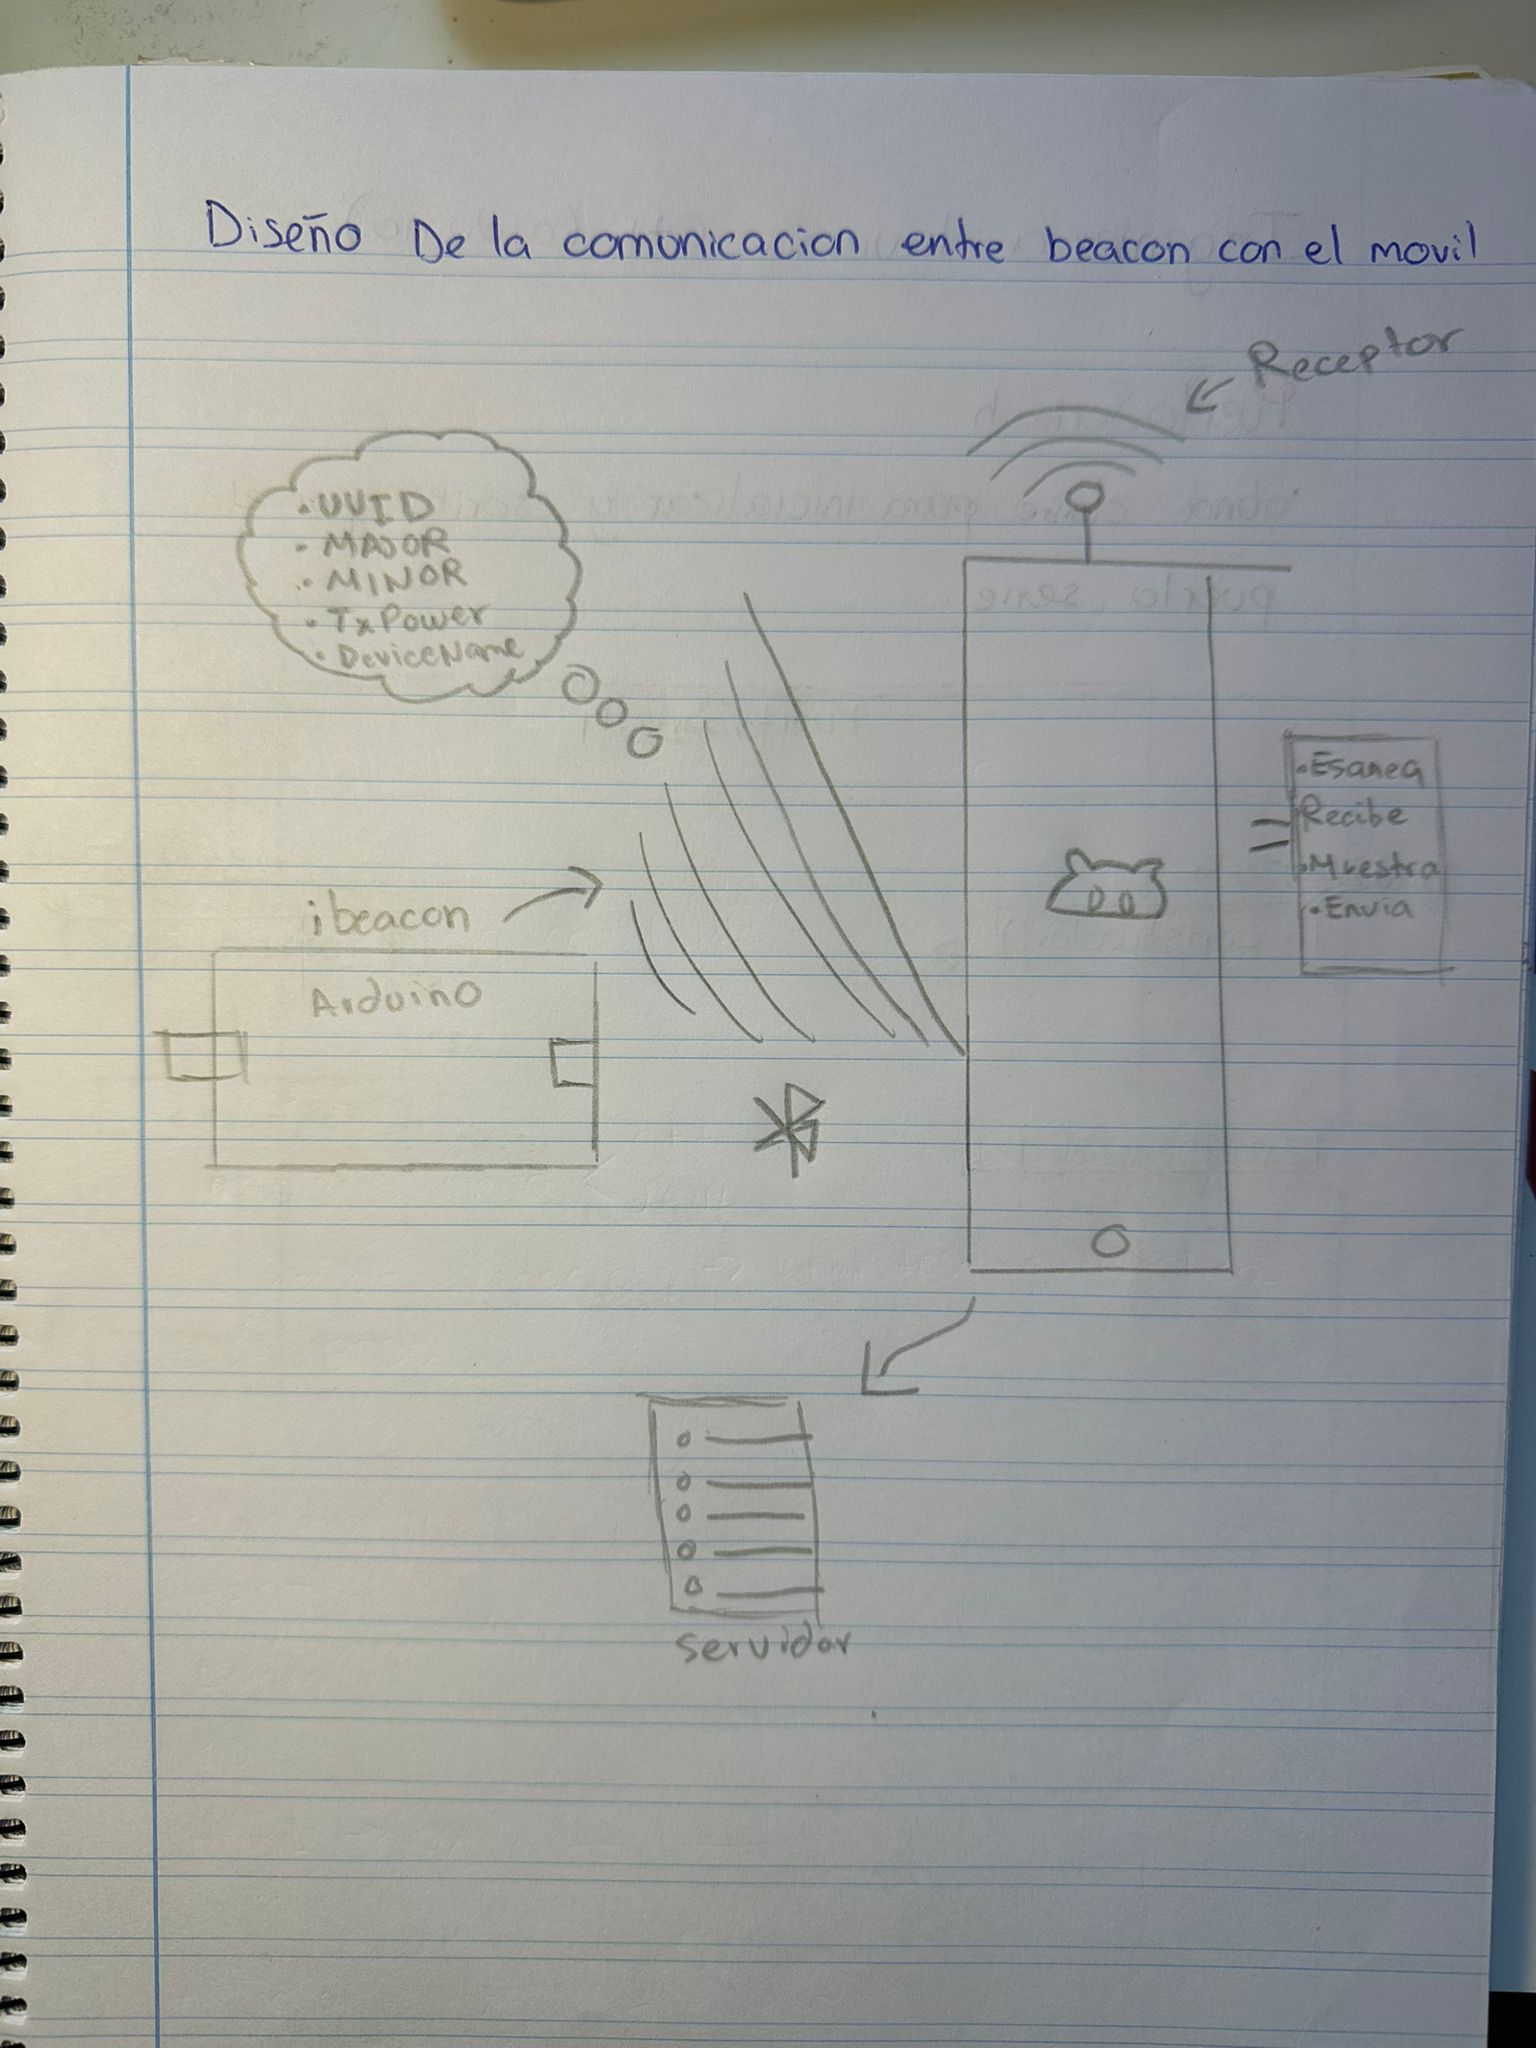 Diseño De la comunicacion entre beacon con el movil
Receptor
• UUID
• MAJOR
• MINOR
• TxPower
• DeviceName
• Esanea
Recibe
• Muestra
• Envia
ibeacon
Arduino
servidor